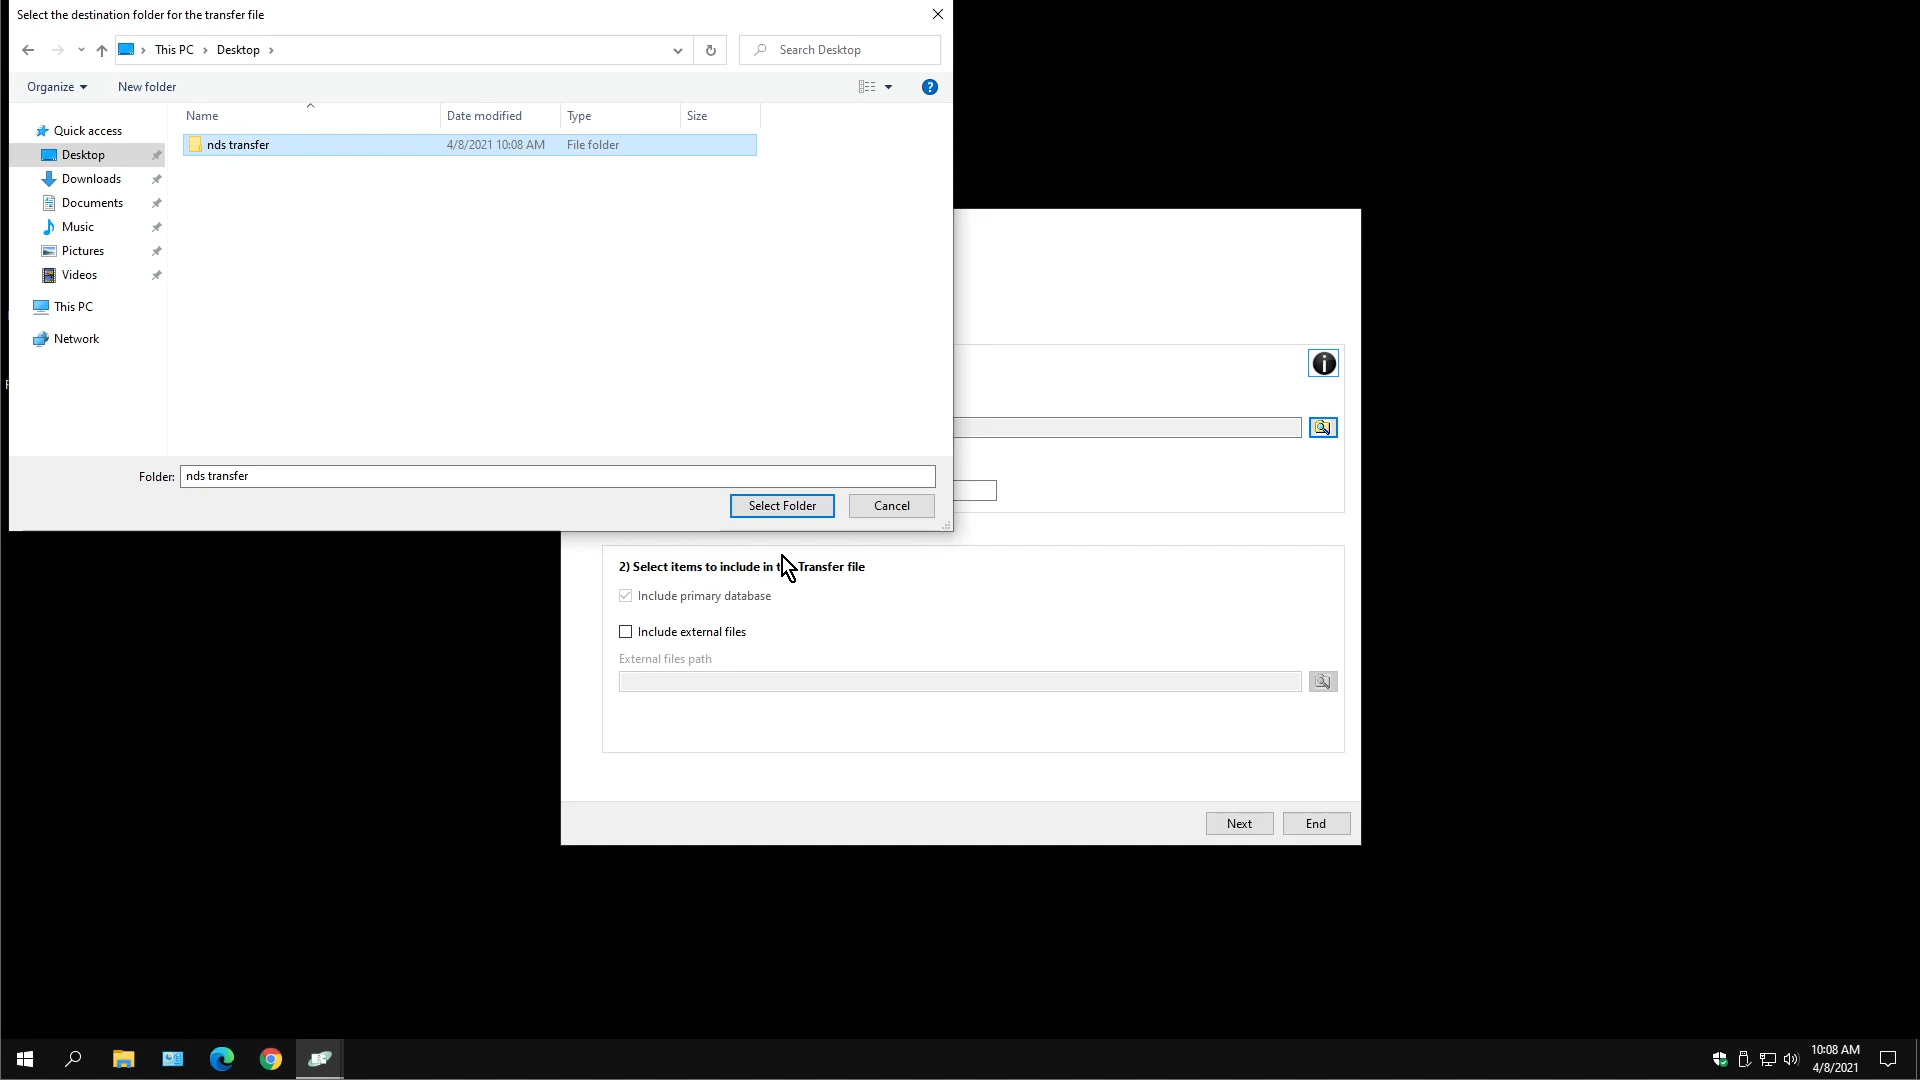 Select the destination folder for the transfer file
This PC
Desktop
Search Desktop
Organize
New folder
Name
Date modified
Type
Size
Quick access
Desktop
Downloads
Documents
Music
Pictures
Videos
This PC
Network
nds transfer
4/8/2021 10:08 AM
File folder
Folder:
nds transfer
Select Folder
Cancel
2) Select items to include in t Transfer file
Include primary database
Include external files
External files path
Next
End
10:08 AM
4/8/2021